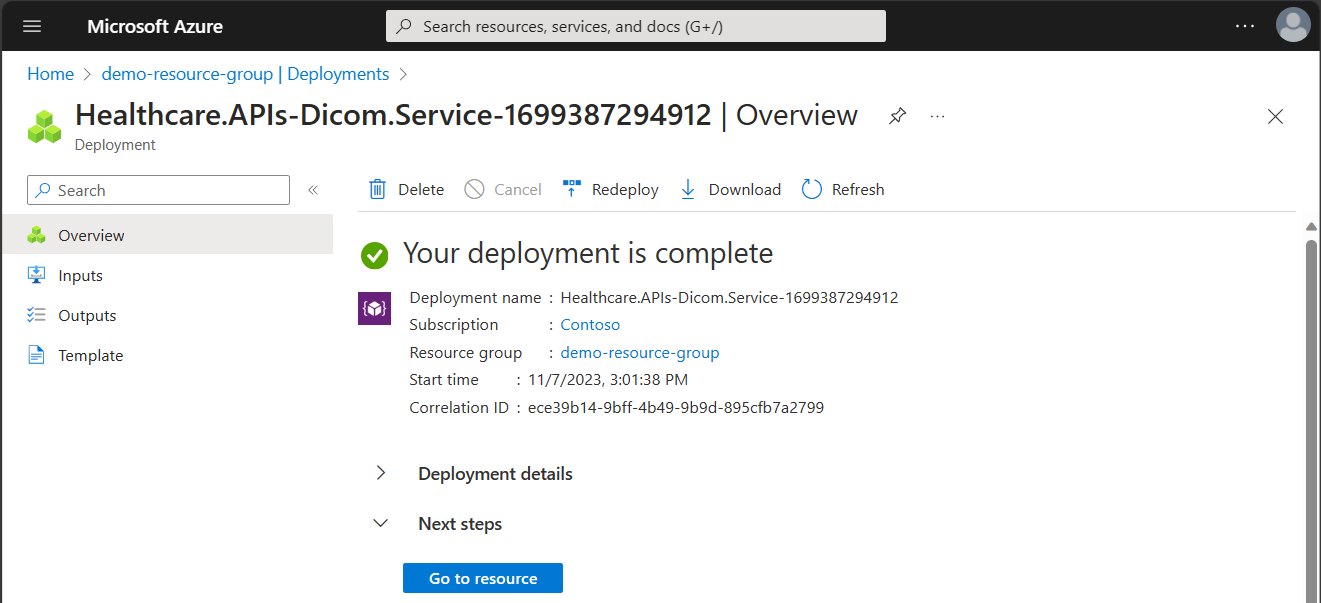 Microsoft Azure
Search resources, services, and docs (G+/)
Home > demo-resource-group | Deployments >
Healthcare.APIs-Dicom.Service-1699387294912 | Overview
Deployment
Search
Delete Cancel Redeploy Download Refresh
Overview
Inputs
Outputs
Template
Your deployment is complete
Deployment name : Healthcare.APIs-Dicom.Service-1699387294912
Subscription : Contoso
Resource group : demo-resource-group
Start time : 11/7/2023, 3:01:38 PM
Correlation ID : ece39b14-9bff-4b49-9b9d-895cfb7a2799
Deployment details
Next steps
Go to resource